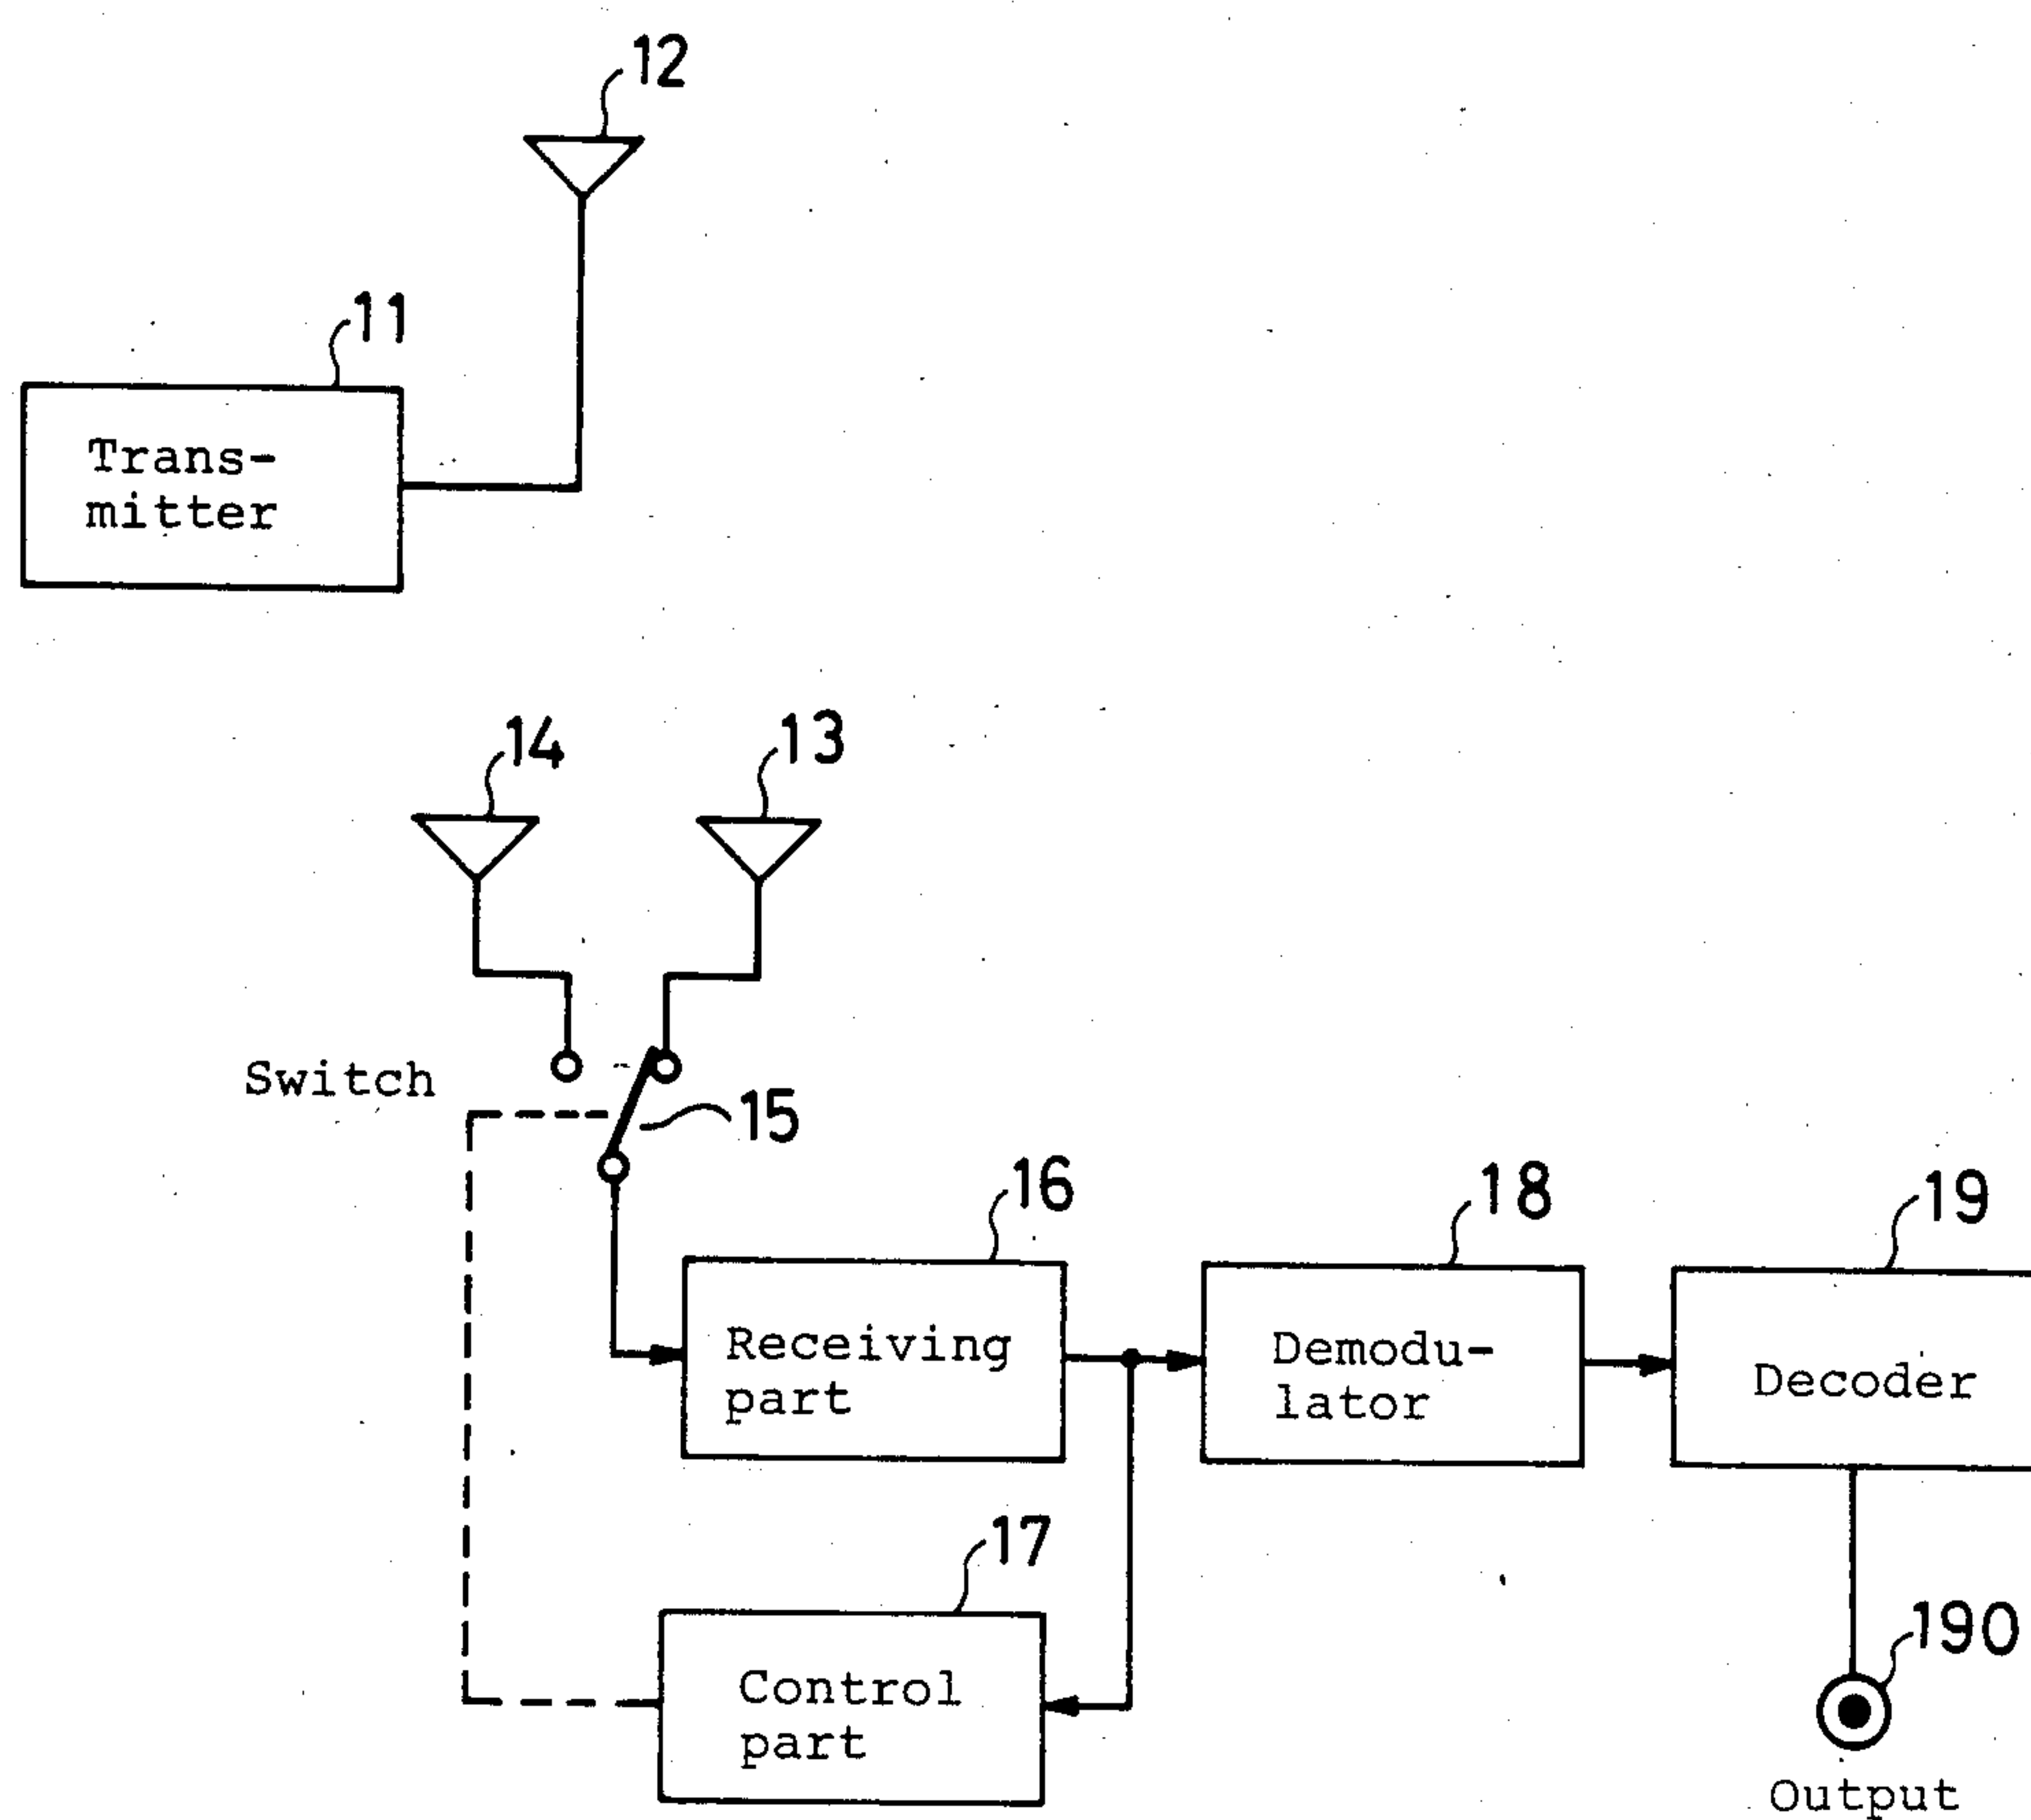 12
11
Trans-
mitter
14
13
Switch
15
16
18
19
Receiving
part
Demodu-
lator
Decoder
17
190
Control
part
Output